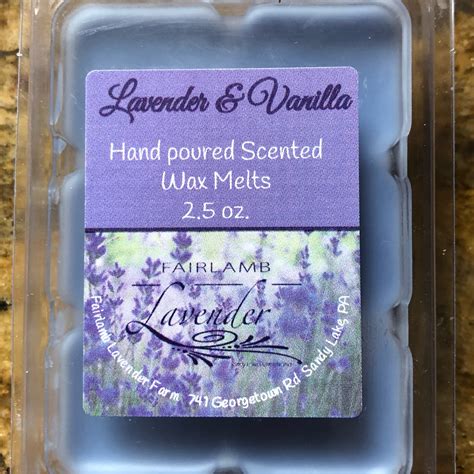 Lavender & Vanilla
Hand poured Scented
Wax Melts
2.5 oz.
FAIRLAMB
Lavender
Fairlamb Lavender Farm 741 Georgetown Rd. Sandy Lake, PA